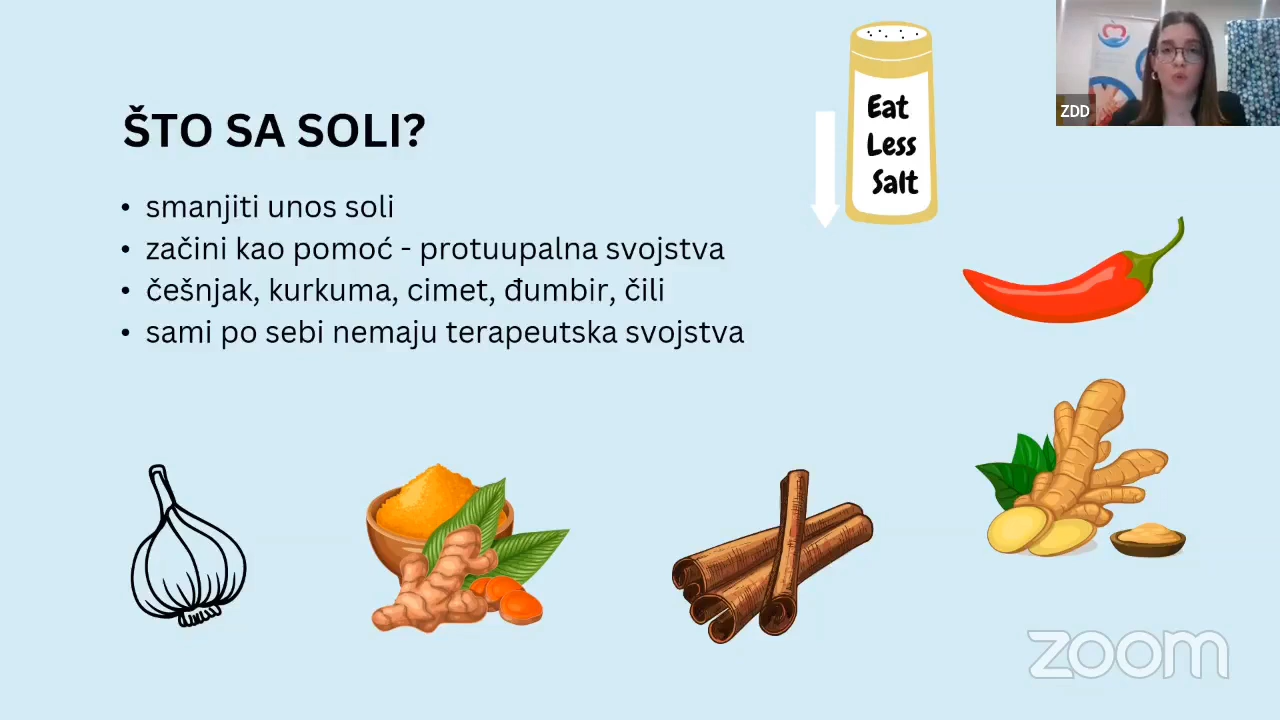 ŠTO SA SOLI?
• smanjiti unos soli
• začini kao pomoć - protuupalna svojstva
• češnjak, kurkuma, cimet, đumbir, čili
• sami po sebi nemaju terapeutska svojstva
Eat
Less
Salt
ZDD
zoom